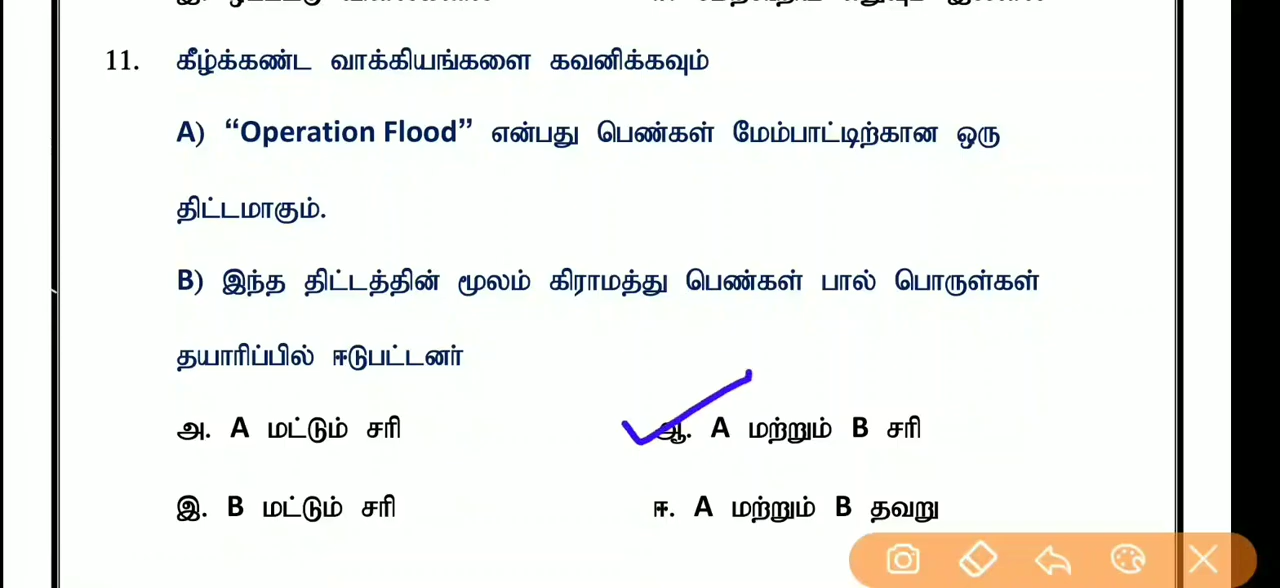 11. கீழ்க்கண்ட வாக்கியங்களை கவனிக்கவும்
A) “Operation Flood” என்பது பெண்கள் மேம்பாட்டிற்கான ஒரு
திட்டமாகும்.
B) இந்த திட்டத்தின் மூலம் கிராமத்து பெண்கள் பால் பொருள்கள்
தயாரிப்பில் ஈடுபட்டனர்
அ. A மட்டும் சரி ஆ. A மற்றும் B சரி
இ. B மட்டும் சரி ஈ. A மற்றும் B தவறு